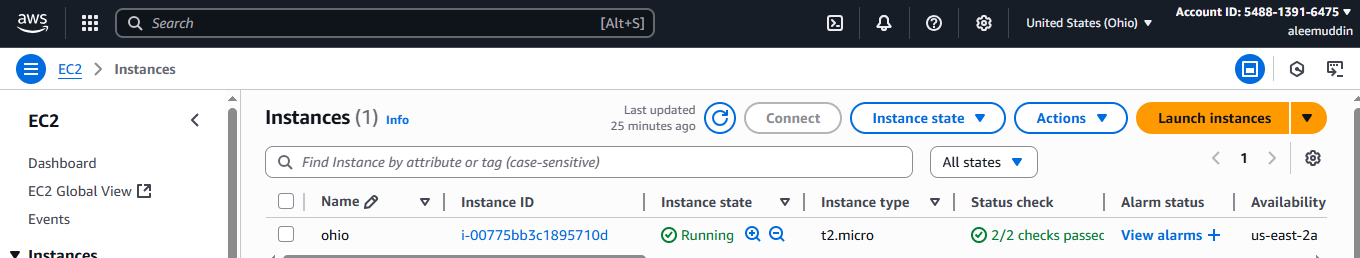 aws Search [Alt+S] United States (Ohio) Account ID: 5488-1391-6475
aleemuddin
EC2 Instances
EC2
Dashboard
EC2 Global View
Events
Instances
Instances (1) Info
Last updated
25 minutes ago
Connect Instance state Actions Launch instances
Find Instance by attribute or tag (case-sensitive) All states 1
Name Instance ID Instance state Instance type Status check Alarm status Availability
ohio i-00775bb3c1895710d Running t2.micro 2/2 checks passec View alarms + us-east-2a